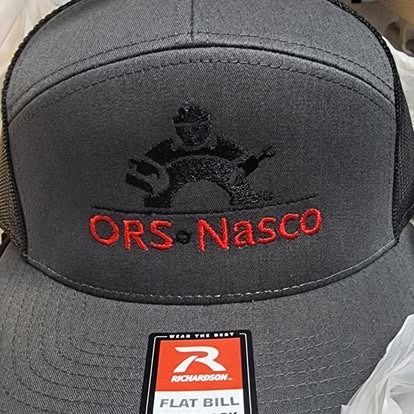 ORS • Nasco
WEAR THE BEST
RICHARDSON
FLAT BILL